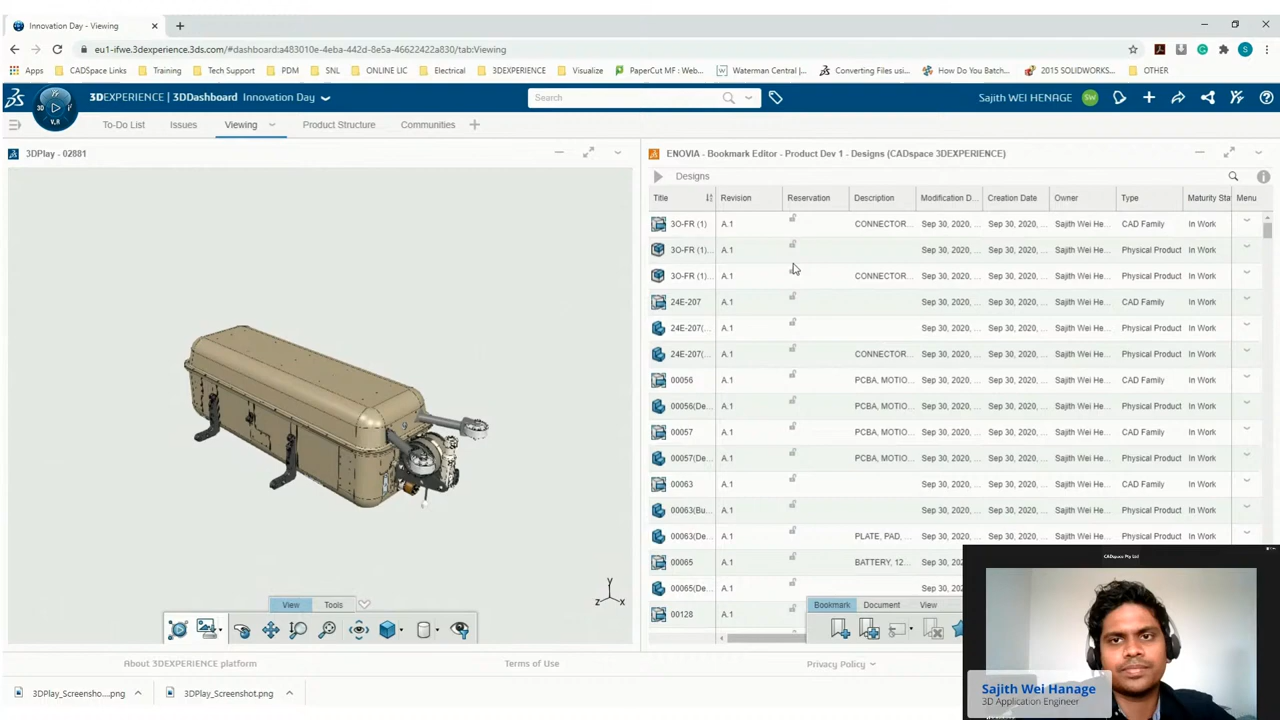 Innovation Day - Viewing
eu1-ifwe.3dexperience.3ds.com/#dashboard:a483010e-4eba-442d-8e5a-46622422a830/tab:Viewing
Apps CADSpace Links Training Tech Support PDM SNL ONLINE LIC Electrical 3DEXPERIENCE Visualize PaperCut MF : Web... Waterman Central |... Converting Files usi... How Do You Batch... 2015 SOLIDWORKS... OTHER
3DEXPERIENCE | 3DDashboard Innovation Day Search Sajith WEI HENAGE SW
3D V.R
To-Do List Issues Viewing Product Structure Communities
3DPlay - 02881
ENOVIA - Bookmark Editor - Product Dev 1 - Designs (CADspace 3DEXPERIENCE)
Designs
Title Revision Reservation Description Modification D... Creation Date Owner Type Maturity Sta Menu
3O-FR (1) A.1 CONNECTOR... Sep 30, 2020, ... Sep 30, 2020, ... Sajith Wei He... CAD Family In Work
3O-FR (1)... A.1 Sep 30, 2020, ... Sep 30, 2020, ... Sajith Wei He... Physical Product In Work
3O-FR (1)... A.1 CONNECTOR... Sep 30, 2020, ... Sep 30, 2020, ... Sajith Wei He... Physical Product In Work
24E-207 A.1 Sep 30, 2020, ... Sep 30, 2020, ... Sajith Wei He... CAD Family In Work
24E-207(... A.1 Sep 30, 2020, ... Sep 30, 2020, ... Sajith Wei He... Physical Product In Work
24E-207(... A.1 CONNECTOR... Sep 30, 2020, ... Sep 30, 2020, ... Sajith Wei He... Physical Product In Work
00056 A.1 PCBA, MOTIO... Sep 30, 2020, ... Sep 30, 2020, ... Sajith Wei He... CAD Family In Work
00056(De... A.1 PCBA, MOTIO... Sep 30, 2020, ... Sep 30, 2020, ... Sajith Wei He... Physical Product In Work
00057 A.1 PCBA, MOTIO... Sep 30, 2020, ... Sep 30, 2020, ... Sajith Wei He... CAD Family In Work
00057(De... A.1 PCBA, MOTIO... Sep 30, 2020, ... Sep 30, 2020, ... Sajith Wei He... Physical Product In Work
00063 A.1 Sep 30, 2020, ... Sep 30, 2020, ... Sajith Wei He... CAD Family In Work
00063(Bu... A.1 Sep 30, 2020, ... Sep 30, 2020, ... Sajith Wei He... Physical Product In Work
00063(De... A.1 PLATE, PAD, ... Sep 30, 2020, ... Sep 30, 2020, ... Sajith Wei He... Physical Product In Work
00065 A.1 BATTERY, 12... Sep 30, 2020,
00065(De... A.1 Sep 30, 2020,
00128 A.1
y
z x
View Tools
Bookmark Document View
About 3DEXPERIENCE platform Terms of Use Privacy Policy
3DPlay_Screensho....png 3DPlay_Screenshot.png
CADspace Pty Ltd
Sajith Wei Hanage
3D Application Engineer